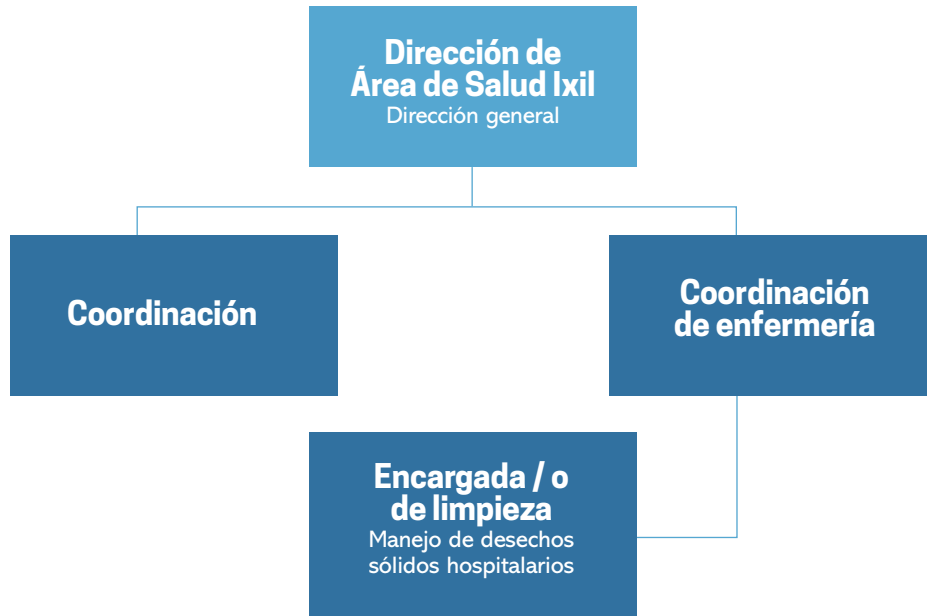 Dirección de
Área de Salud Ixil
Dirección general
Coordinación
Coordinación
de enfermería
Encargada / o
de limpieza
Manejo de desechos
sólidos hospitalarios